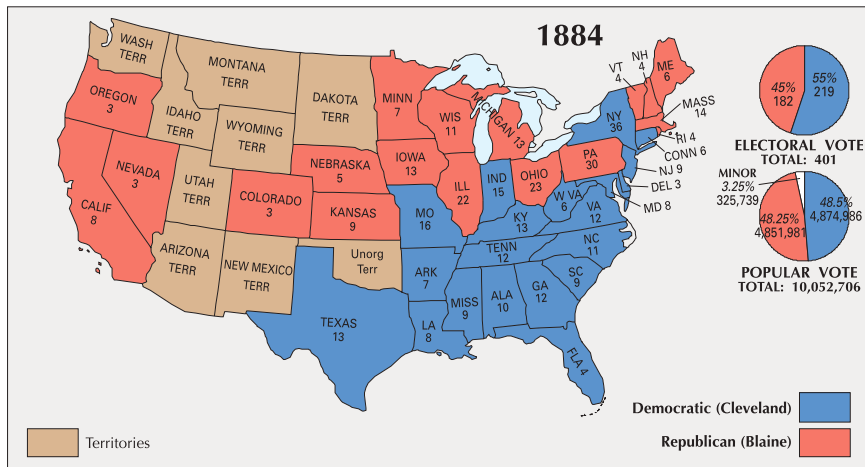 1884
WASH
TERR
MONTANA
TERR
DAKOTA
TERR
MINN
7
OREGON
3
IDAHO
TERR
WYOMING
TERR
WIS
11
MICHIGAN 13
VT
4
NH
4
ME
6
MASS
14
NY
36
RI 4
CONN 6
NJ 9
DEL 3
MD 8
NEVADA
3
UTAH
TERR
COLORADO
3
NEBRASKA
5
IOWA
13
ILL
22
IND
15
OHIO
23
PA
30
CALIF
8
KANSAS
9
MO
16
KY
13
W VA
6
VA
12
ARIZONA
TERR
NEW MEXICO
TERR
Unorg
Terr
ARK
7
TENN
12
NC
11
SC
9
TEXAS
13
LA
8
MISS
9
ALA
10
GA
12
FLA 4
45%
182
55%
219
ELECTORAL VOTE
TOTAL: 401
MINOR
3.25%
325,739
48.25%
4,851,981
48.5%
4,874,986
POPULAR VOTE
TOTAL: 10,052,706
Territories
Democratic (Cleveland)
Republican (Blaine)